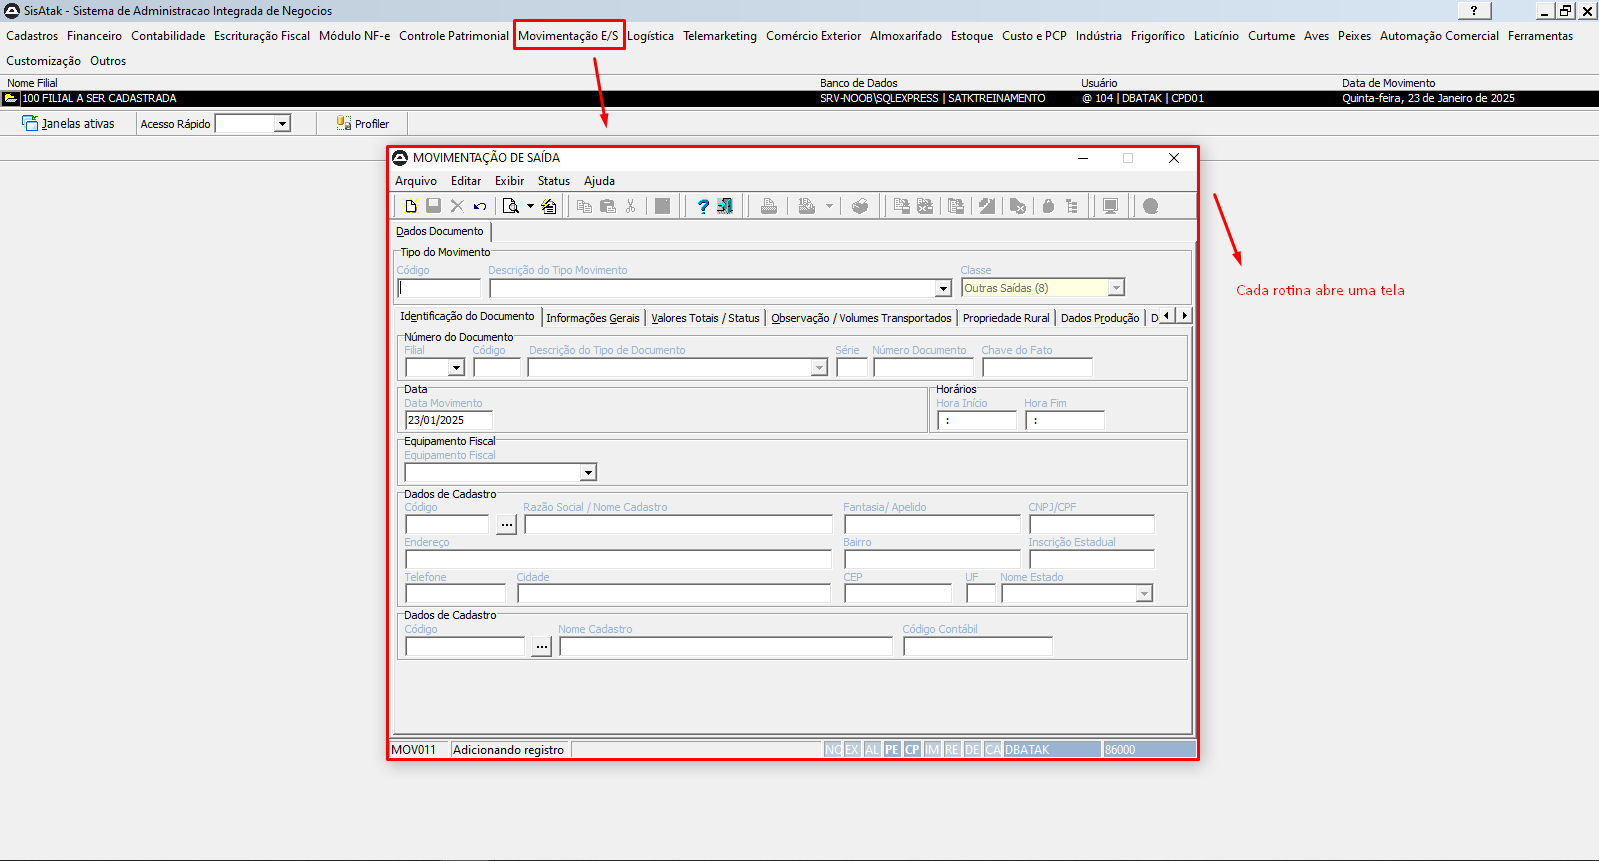 SisAtak - Sistema de Administracao Integrada de Negocios
?
Cadastros Financeiro Contabilidade Escrituração Fiscal Módulo NF-e Controle Patrimonial Movimentação E/S Logística Telemarketing Comércio Exterior Almoxarifado Estoque Custo e PCP Indústria Frigorífico Laticínio Curtume Aves Peixes Automação Comercial Ferramentas
Customização Outros
Nome Filial Banco de Dados Usuário Data de Movimento
100 FILIAL A SER CADASTRADA SRV-NOOB\SQLEXPRESS | SATKTREINAMENTO @ 104 | DBATAK | CPD01 Quinta-feira, 23 de Janeiro de 2025
Janelas ativas Acesso Rápido Profiler
MOVIMENTAÇÃO DE SAÍDA
Arquivo Editar Exibir Status Ajuda
Dados Documento
Tipo do Movimento
Código Descrição do Tipo Movimento Classe
Outras Saídas (8)
Cada rotina abre uma tela
Identificação do Documento Informações Gerais Valores Totais / Status Observação / Volumes Transportados Propriedade Rural Dados Produção D
Número do Documento
Filial Código Descrição do Tipo de Documento Série Número Documento Chave do Fato
Data Horários
Data Movimento Hora Início Hora Fim
23/01/2025 : :
Equipamento Fiscal
Equipamento Fiscal
Dados de Cadastro
Código Razão Social / Nome Cadastro Fantasia/ Apelido CNPJ/CPF
...
Endereço Bairro Inscrição Estadual
Telefone Cidade CEP UF Nome Estado
Dados de Cadastro
Código Nome Cadastro Código Contábil
...
MOV011 Adicionando registro NC EX AL PE CP IM RE DE CA DBATAK 86000